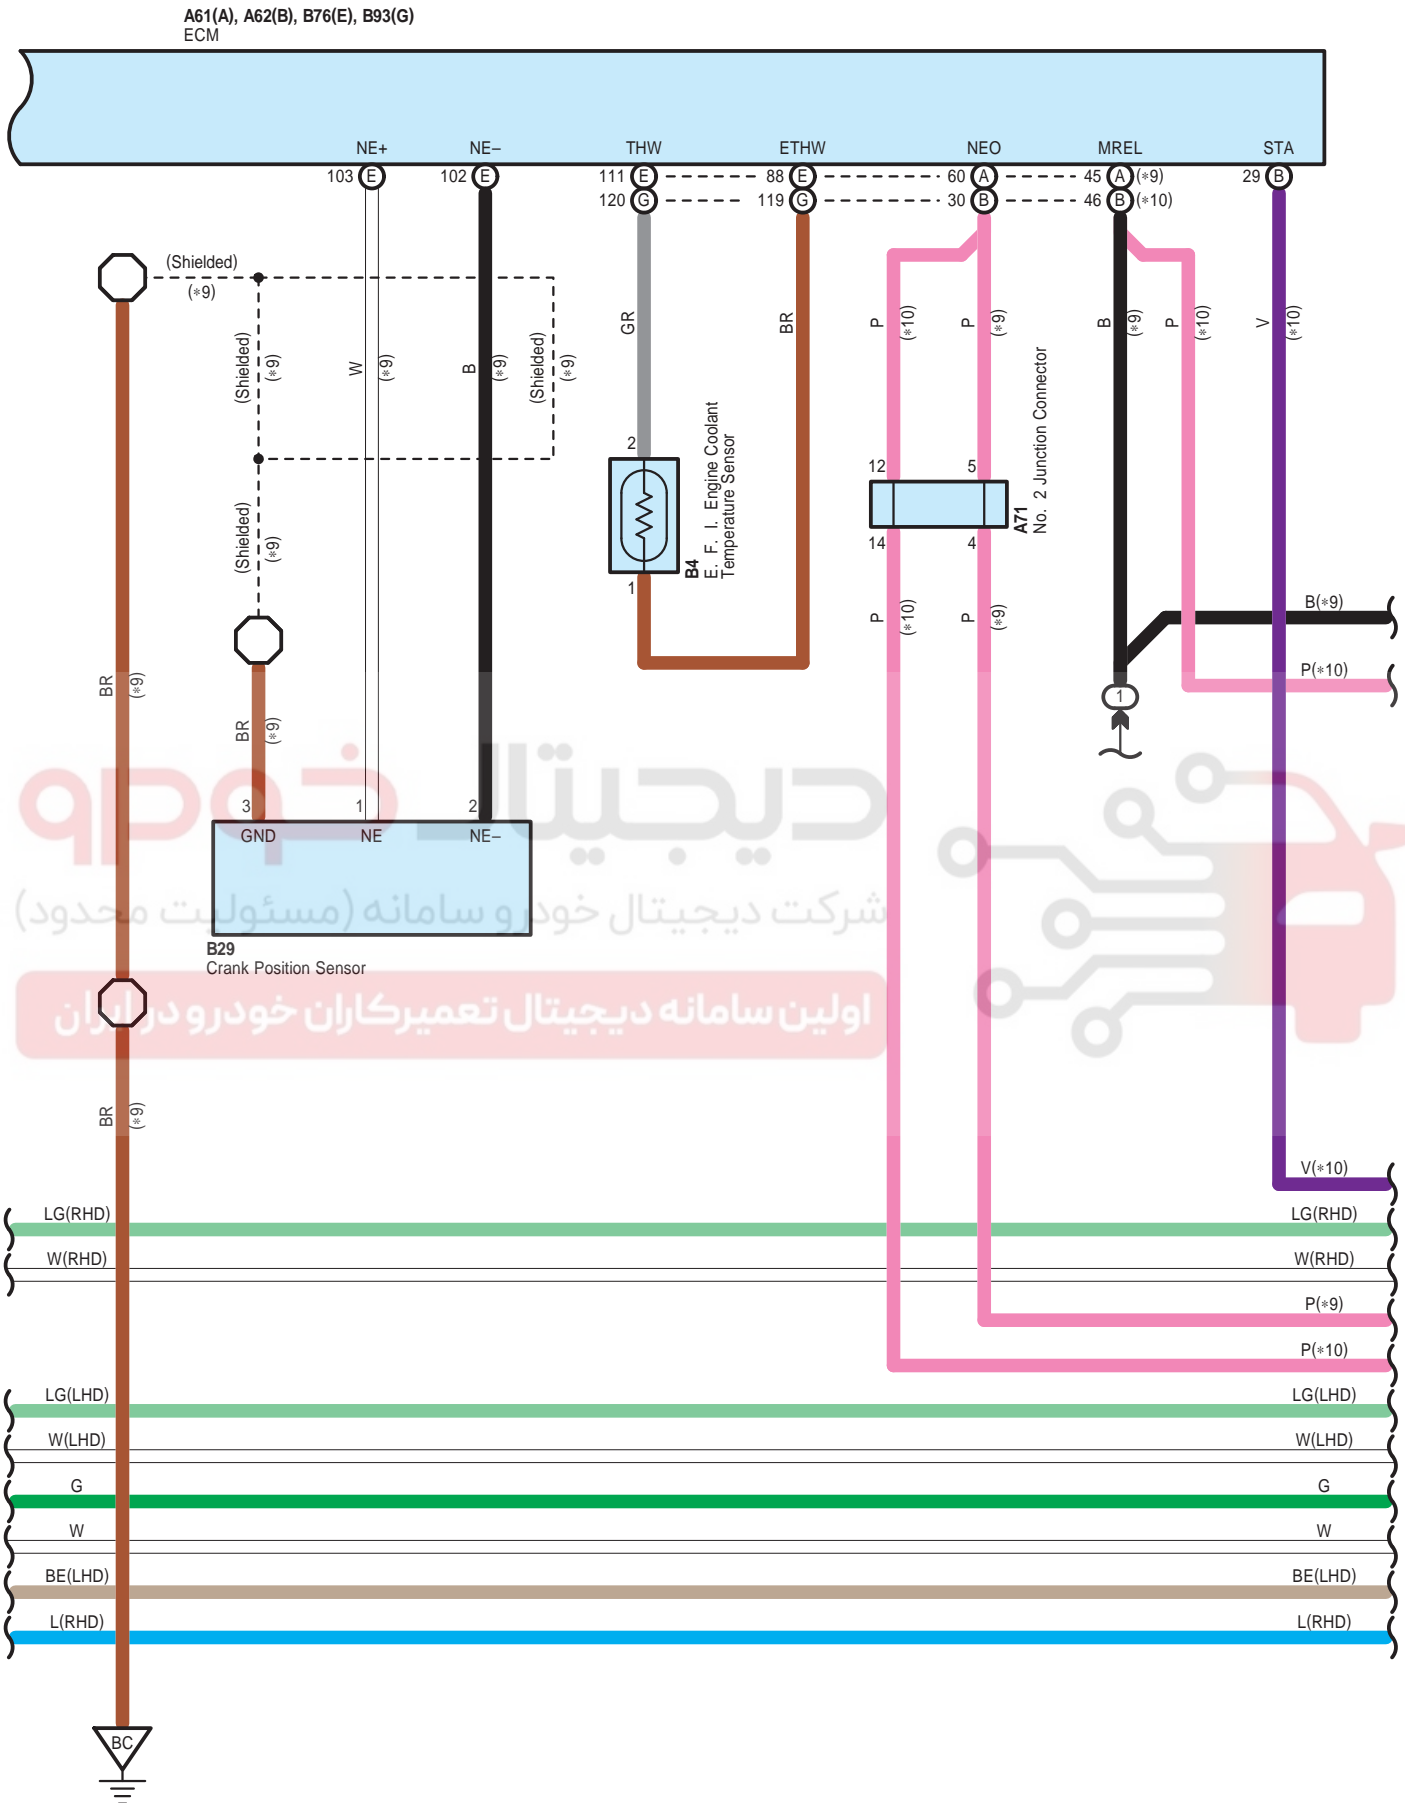 A61(A), A62(B), B76(E), B93(G)
ECM
NE+ NE− THW ETHW NEO MREL STA
103 E 102 E 111 E 88 E 60 A 45 A (*9) 29 B
120 G 119 G 30 B 46 B (*10)
(Shielded)
(*9)
(Shielded)
(*9)
W
(*9)
B
(*9)
(Shielded)
(*9)
GR
BR
P
(*10)
P
(*9)
B
(*9)
P
(*10)
V
(*10)
2
1
B4
E. F. I. Engine Coolant
Temperature Sensor
12 5
14 4
A71
No. 2 Junction Connector
(Shielded)
(*9)
P
(*10)
P
(*9)
B(*9)
P(*10)
1
BR
(*9)
BR
(*9)
3 1 2
GND NE NE−
B29
Crank Position Sensor
دیجیتال خودرو
شرکت دیجیتال خودرو سامانه (مسئولیت محدود)
اولین سامانه دیجیتال تعمیرکاران خودرو در ایران
BR
(*9)
V(*10)
LG(RHD) LG(RHD)
W(RHD) W(RHD)
P(*9)
P(*10)
LG(LHD) LG(LHD)
W(LHD) W(LHD)
G G
W W
BE(LHD) BE(LHD)
L(RHD) L(RHD)
BC